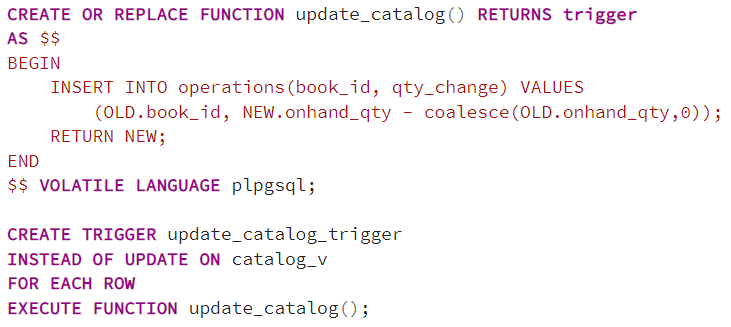 CREATE OR REPLACE FUNCTION update_catalog() RETURNS trigger
AS $$
BEGIN
    INSERT INTO operations(book_id, qty_change) VALUES
        (OLD.book_id, NEW.onhand_qty - coalesce(OLD.onhand_qty,0));
    RETURN NEW;
END
$$ VOLATILE LANGUAGE plpgsql;

CREATE TRIGGER update_catalog_trigger
INSTEAD OF UPDATE ON catalog_v
FOR EACH ROW
EXECUTE FUNCTION update_catalog();